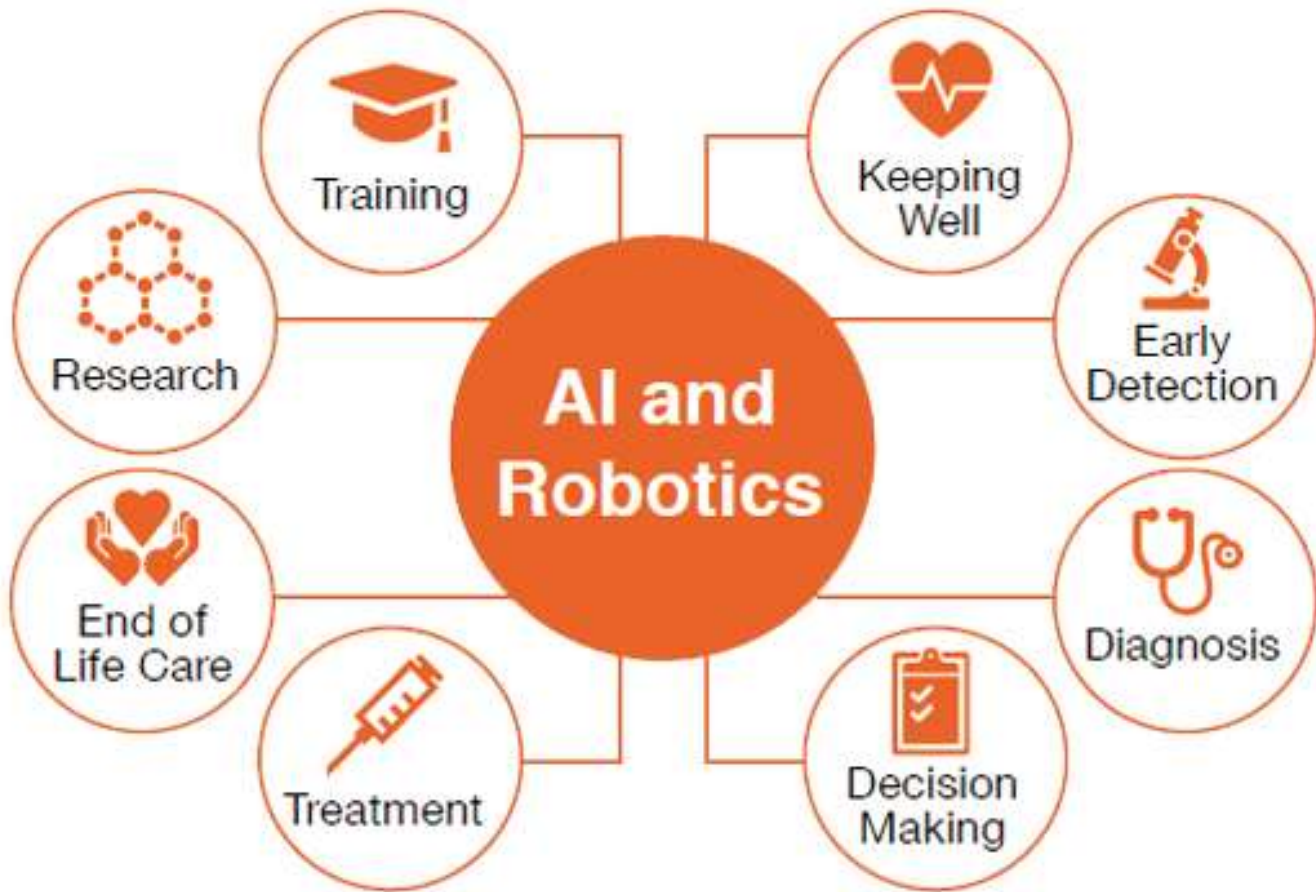 Training
Keeping
Well
Research
Early
Detection
AI and
Robotics
End of
Life Care
Diagnosis
Treatment
Decision
Making